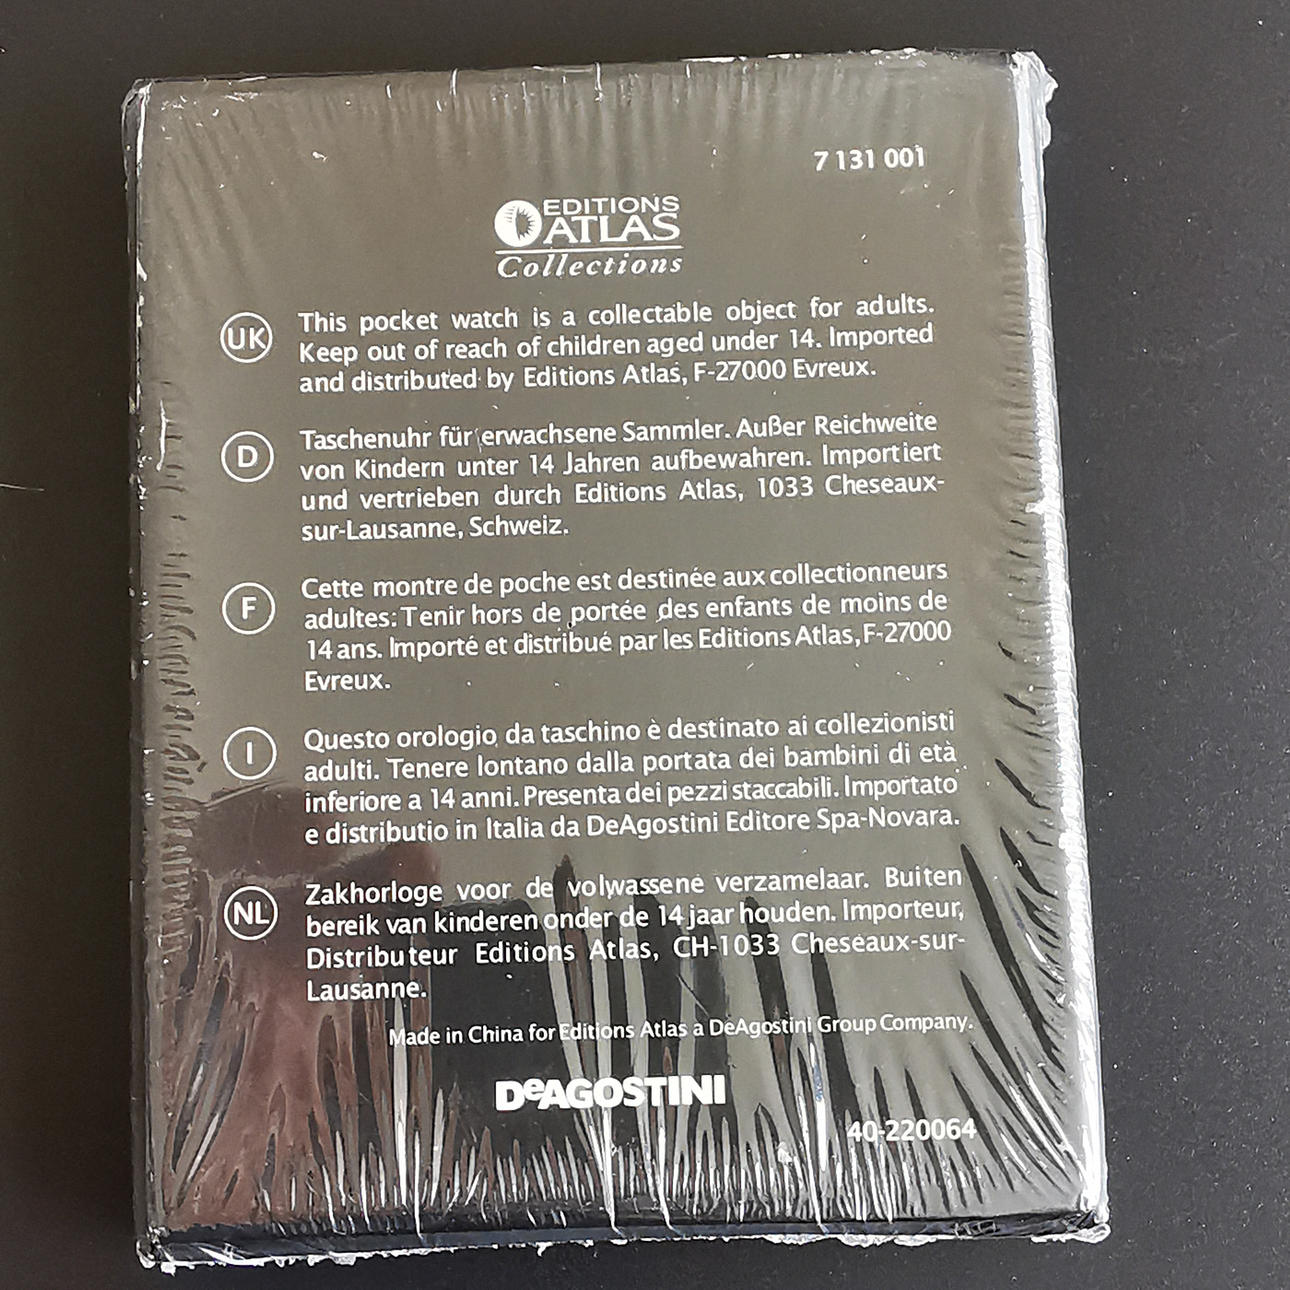 7 131 001
EDITIONS
ATLAS
Collections
UK
This pocket watch is a collectable object for adults.
Keep out of reach of children aged under 14. Imported
and distributed by Editions Atlas, F-27000 Evreux.
D
Taschenuhr für erwachsene Sammler. Außer Reichweite
von Kindern unter 14 Jahren aufbewahren. Importiert
und vertrieben durch Editions Atlas, 1033 Cheseaux-
sur-Lausanne, Schweiz.
F
Cette montre de poche est destinée aux collectionneurs
adultes: Tenir hors de portée des enfants de moins de
14 ans. Importé et distribué par les Editions Atlas, F-27000
Evreux.
I
Questo orologio da taschino è destinato ai collezionisti
adulti. Tenere lontano dalla portata dei bambini di età
inferiore a 14 anni. Presenta dei pezzi staccabili. Importato
e distributio in Italia da DeAgostini Editore Spa-Novara.
NL
Zakhorloge voor de volwassene verzamelaar. Buiten
bereik van kinderen onder de 14 jaar houden. Importeur,
Distributeur Editions Atlas, CH-1033 Cheseaux-sur-
Lausanne.
Made in China for Editions Atlas a DeAgostini Group Company.
DeAGOSTINI
40-220064